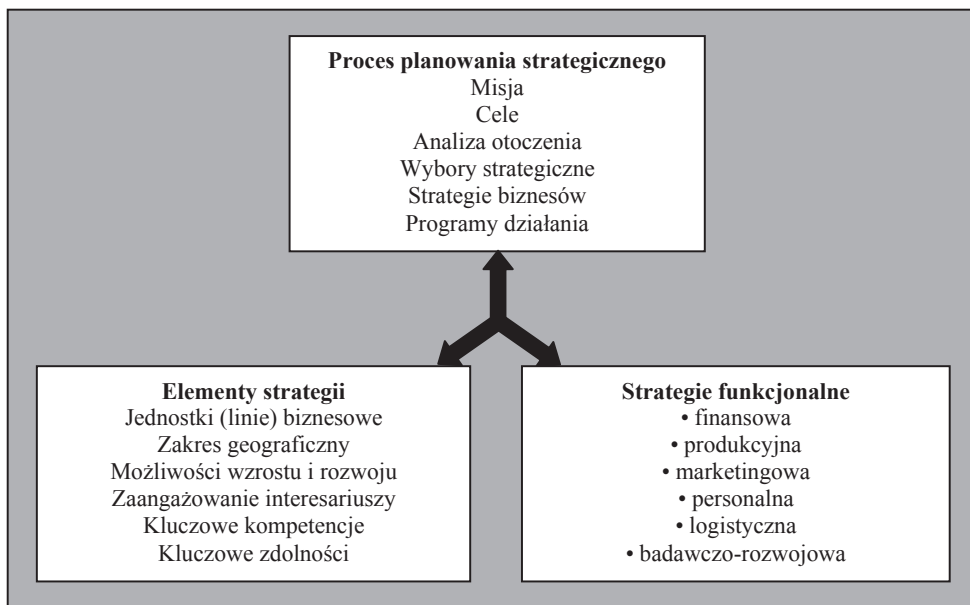 Proces planowania strategicznego
Misja
Cele
Analiza otoczenia
Wybory strategiczne
Strategie biznesów
Programy działania
Elementy strategii
Jednostki (linie) biznesowe
Zakres geograficzny
Możliwości wzrostu i rozwoju
Zaangażowanie interesariuszy
Kluczowe kompetencje
Kluczowe zdolności
Strategie funkcjonalne
• finansowa
• produkcyjna
• marketingowa
• personalna
• logistyczna
• badawczo-rozwojowa